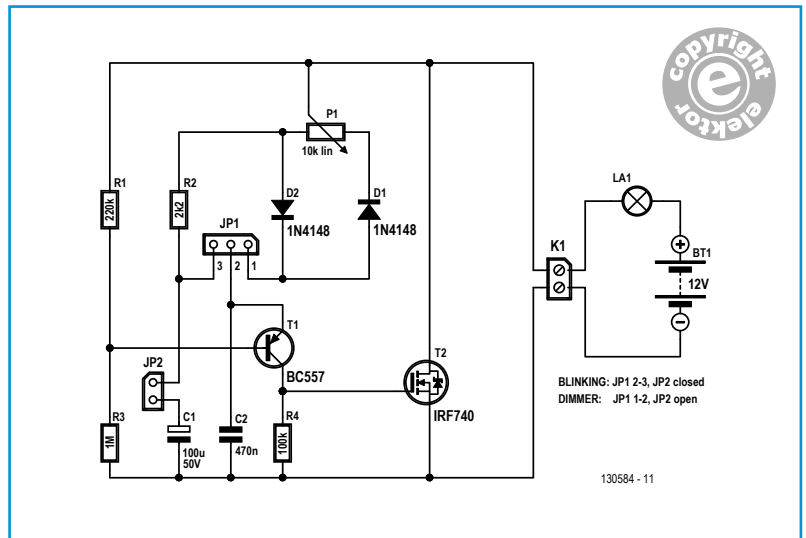 copyright
e
elektor
P1
10k lin
R1
220k
R2
2k2
JP1
3 2 1
D2
1N4148
D1
1N4148
LA1
K1
BT1
12V
T1
BC557
T2
IRF740
JP2
R3
1M
C1
100u
50V
C2
470n
R4
100k
BLINKING: JP1 2-3, JP2 closed
DIMMER: JP1 1-2, JP2 open
130584 - 11